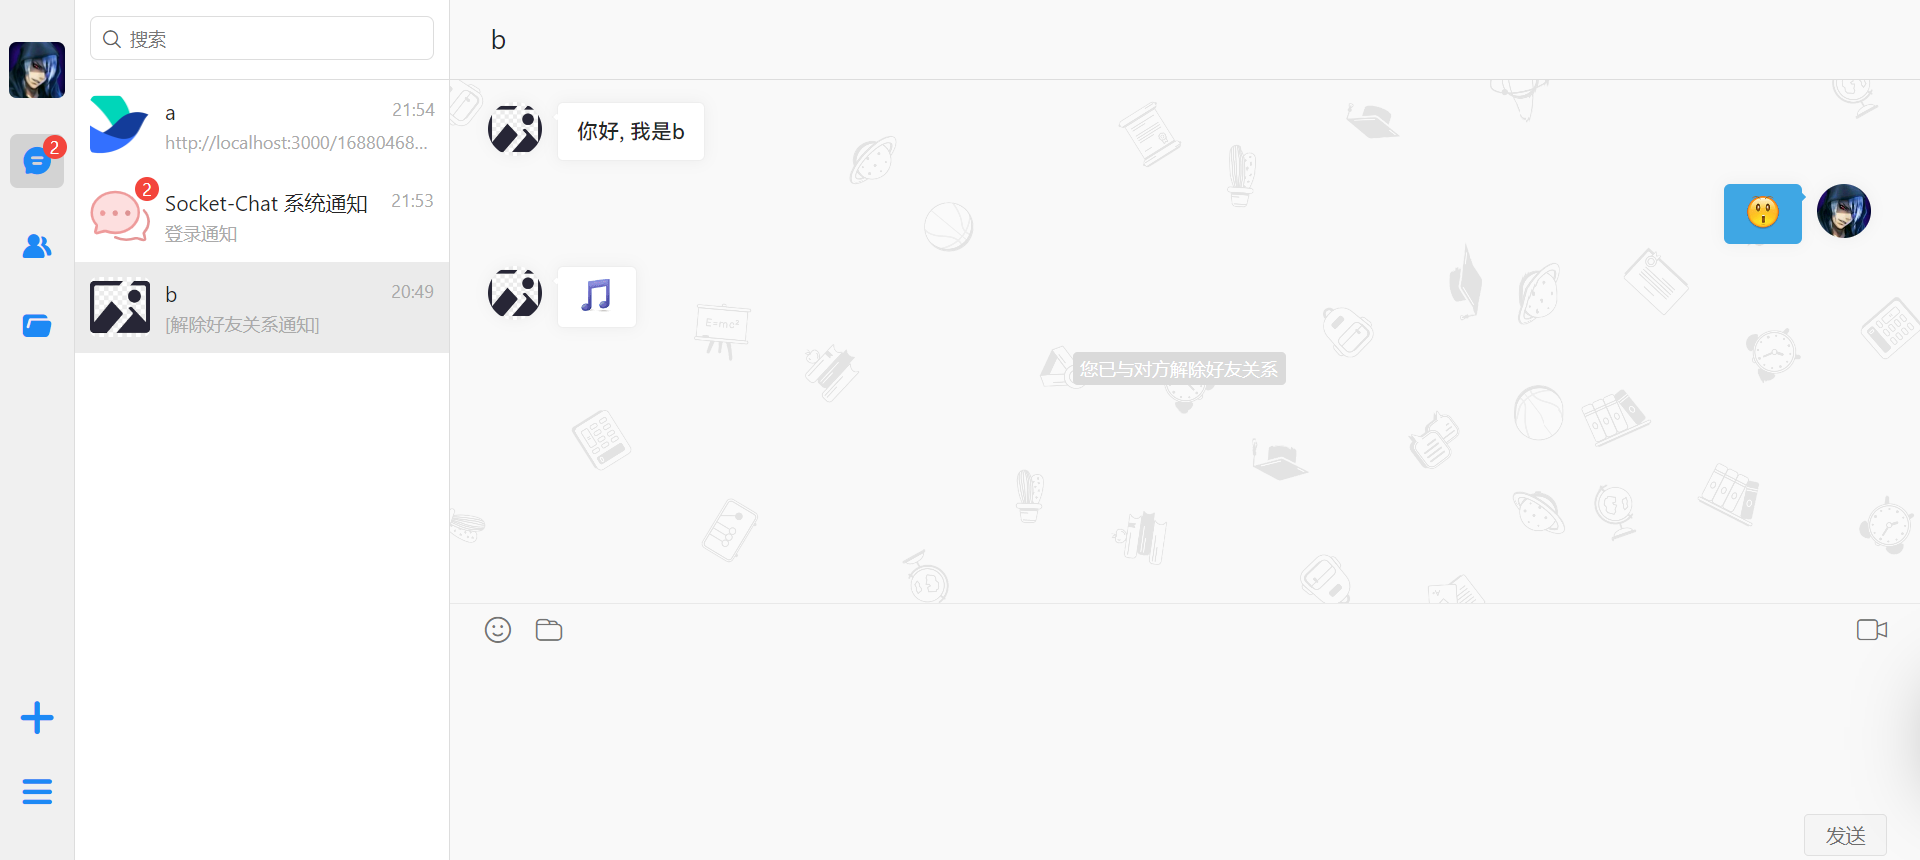 搜索
2
a
21:54
http://localhost:3000/16880468...
2
Socket-Chat 系统通知
21:53
登录通知
b
20:49
[解除好友关系通知]
b
你好, 我是b
E=mc²
您已与对方解除好友关系
发送